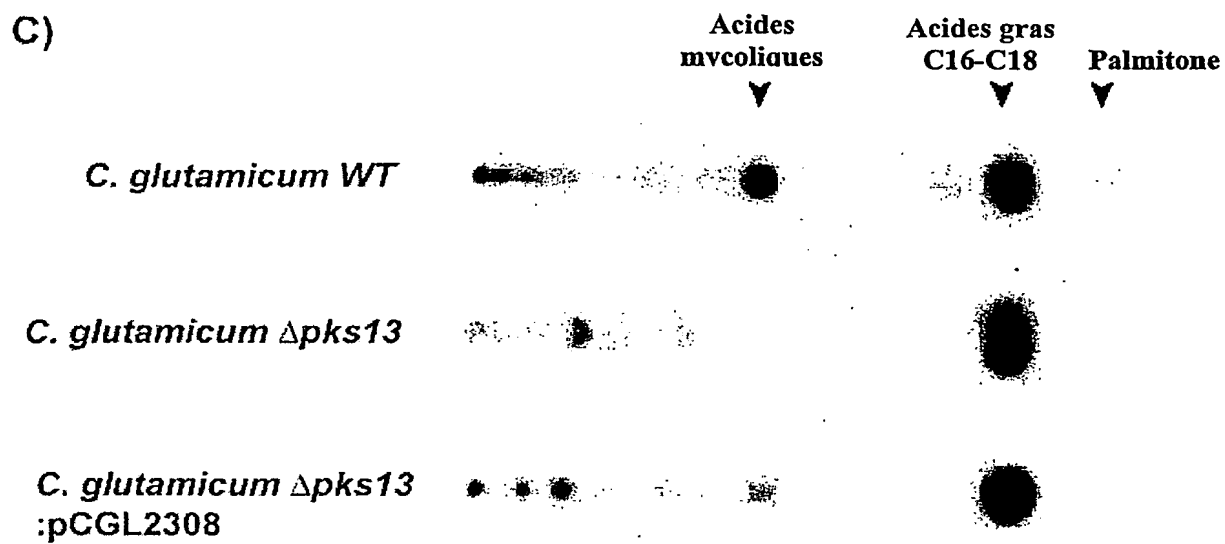 C)
Acides
mycoliques
Acides gras
C16-C18
Palmitone
C. glutamicum WT
C. glutamicum Δpks13
C. glutamicum Δpks13
:pCGL2308